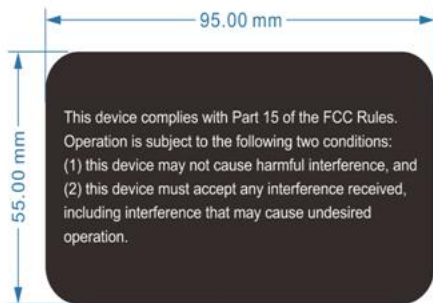 95.00 mm
55.00 mm
This device complies with Part 15 of the FCC Rules.
Operation is subject to the following two conditions:
(1) this device may not cause harmful interference, and
(2) this device must accept any interference received,
including interference that may cause undesired
operation.